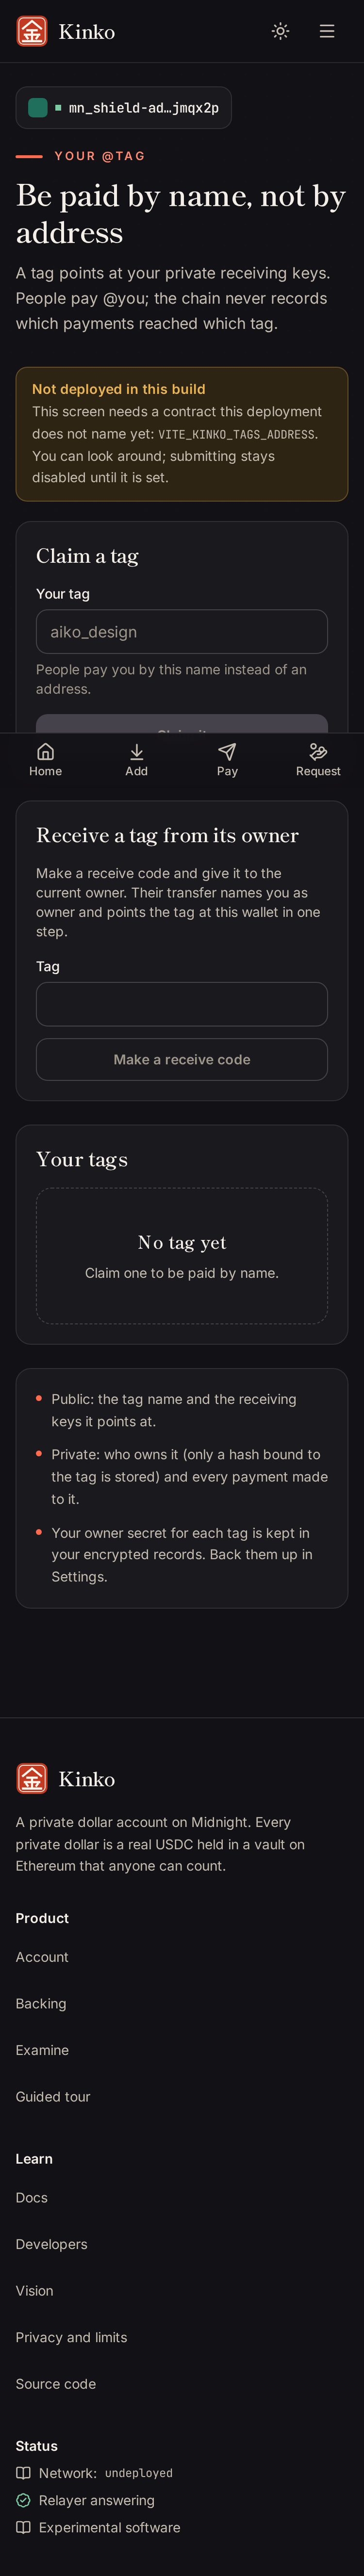 金 Kinko
mn_shield-ad…jmqx2p
YOUR @TAG
Be paid by name, not by
address
A tag points at your private receiving keys.
People pay @you; the chain never records
which payments reached which tag.
Not deployed in this build
This screen needs a contract this deployment
does not name yet: VITE_KINKO_TAGS_ADDRESS.
You can look around; submitting stays
disabled until it is set.
Claim a tag
Your tag
aiko_design
People pay you by this name instead of an
address.
Home Add Pay Request
Receive a tag from its owner
Make a receive code and give it to the
current owner. Their transfer names you as
owner and points the tag at this wallet in one
step.
Tag
Make a receive code
Your tags
No tag yet
Claim one to be paid by name.
Public: the tag name and the receiving
keys it points at.
Private: who owns it (only a hash bound to
the tag is stored) and every payment made
to it.
Your owner secret for each tag is kept in
your encrypted records. Back them up in
Settings.
金 Kinko
A private dollar account on Midnight. Every
private dollar is a real USDC held in a vault on
Ethereum that anyone can count.
Product
Account
Backing
Examine
Guided tour
Learn
Docs
Developers
Vision
Privacy and limits
Source code
Status
Network: undeployed
Relayer answering
Experimental software